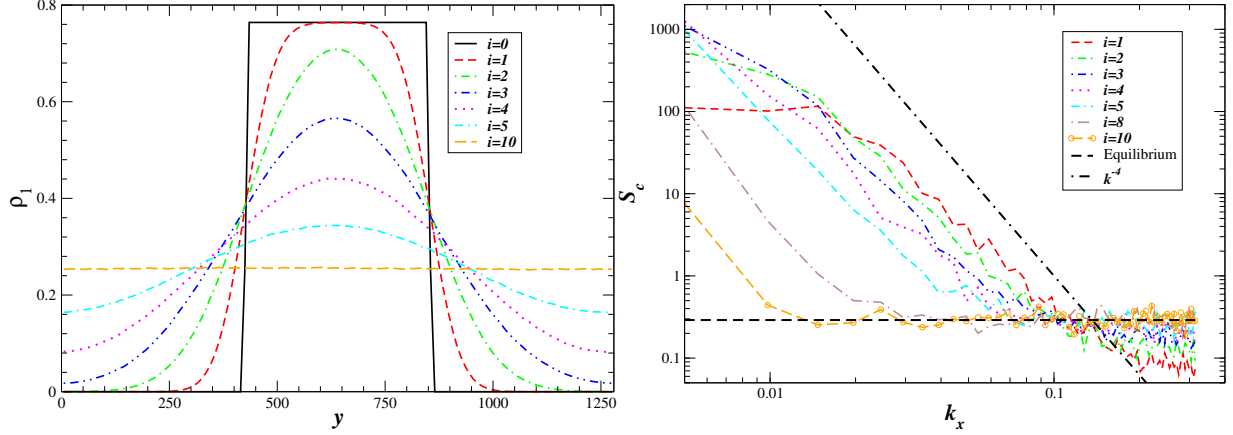 0.8
0.6
0.4
0.2
0
ρ1
0
250
500
750
1000
1250
y
i=0
i=1
i=2
i=3
i=4
i=5
i=10
1000
100
10
1
0.1
Sc
0.01
0.1
kx
i=1
i=2
i=3
i=4
i=5
i=8
i=10
Equilibrium
k-4